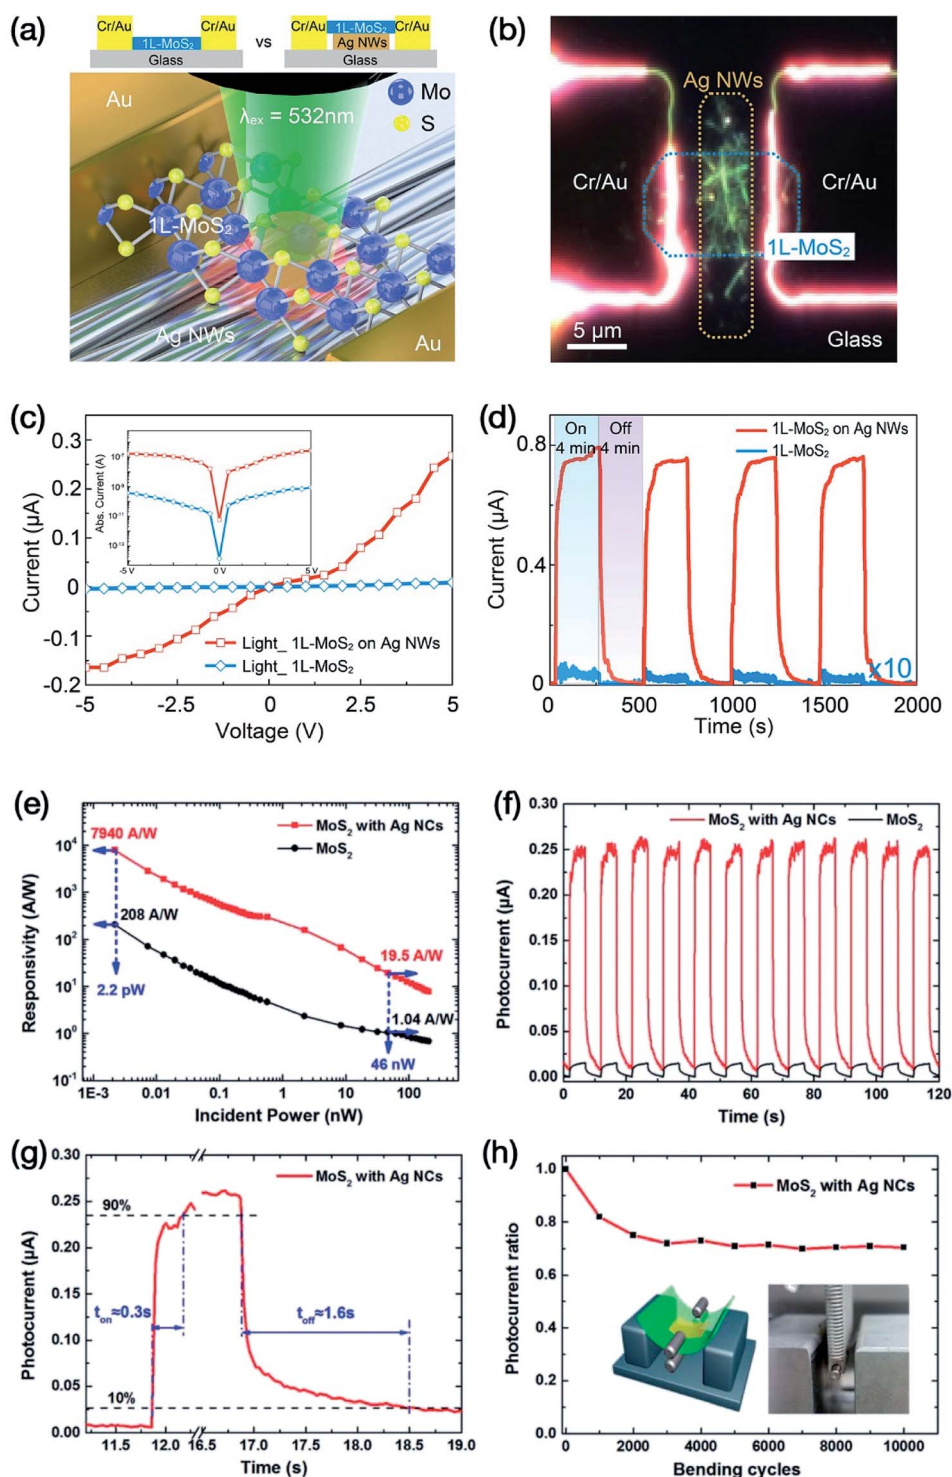 (a)
Cr/Au 1L-MoS₂ Cr/Au
Glass
vs
1L-MoS₂
Cr/Au Ag NWs Cr/Au
Glass
Au
λex = 532nm
Mo
S
1L-MoS₂
Ag NWs
Au
(b)
Ag NWs
Cr/Au
Cr/Au
1L-MoS₂
5 µm
Glass
(c)
Current (µA)
0.3
0.2
0.1
0
-0.1
-0.2
Abs. Current (A)
-5 V 0 V 5 V
Light_ 1L-MoS₂ on Ag NWs
Light_ 1L-MoS₂
-5 -2.5 0 2.5 5
Voltage (V)
(d)
Current (µA)
0.8
0.4
0
On
4 min
Off
4 min
1L-MoS₂ on Ag NWs
1L-MoS₂
x10
0 500 1000 1500 2000
Time (s)
(e)
Responsivity (A/W)
10⁴
10³
10²
10¹
10⁰
10⁻¹
MoS₂ with Ag NCs
MoS₂
7940 A/W
208 A/W
2.2 pW
19.5 A/W
1.04 A/W
46 nW
1E-3 0.01 0.1 1 10 100
Incident Power (nW)
(f)
Photocurrent (µA)
0.30
0.25
0.20
0.15
0.10
0.05
0.00
MoS₂ with Ag NCs
MoS₂
0 20 40 60 80 100 120
Time (s)
(g)
Photocurrent (µA)
0.30
0.25
0.20
0.15
0.10
0.05
0.00
MoS₂ with Ag NCs
90%
ton≈0.3s
toff≈1.6s
10%
11.5 12.0 16.5 17.0 17.5 18.0 18.5 19.0
Time (s)
(h)
Photocurrent ratio
1.0
0.8
0.6
0.4
0.2
0.0
MoS₂ with Ag NCs
0 2000 4000 6000 8000 10000
Bending cycles